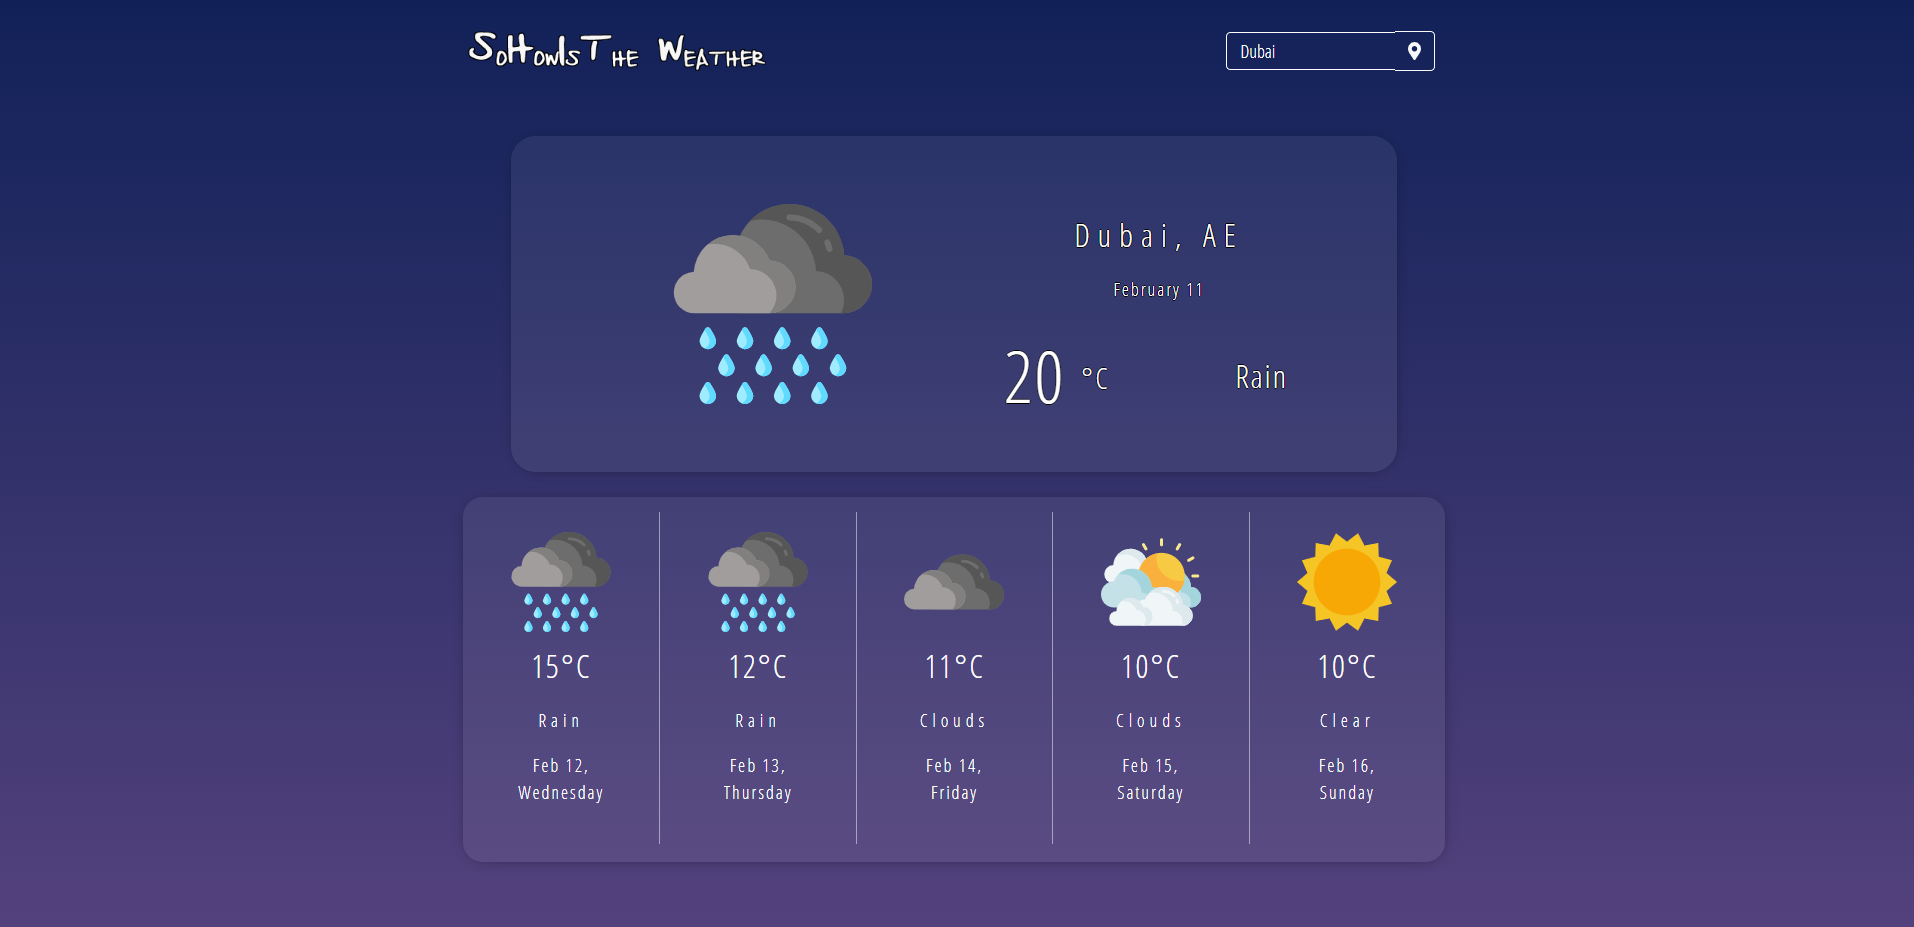 SoHowIsThe Weather
Dubai
Dubai, AE
February 11
20 °C
Rain
15°C
Rain
Feb 12,
Wednesday
12°C
Rain
Feb 13,
Thursday
11°C
Clouds
Feb 14,
Friday
10°C
Clouds
Feb 15,
Saturday
10°C
Clear
Feb 16,
Sunday